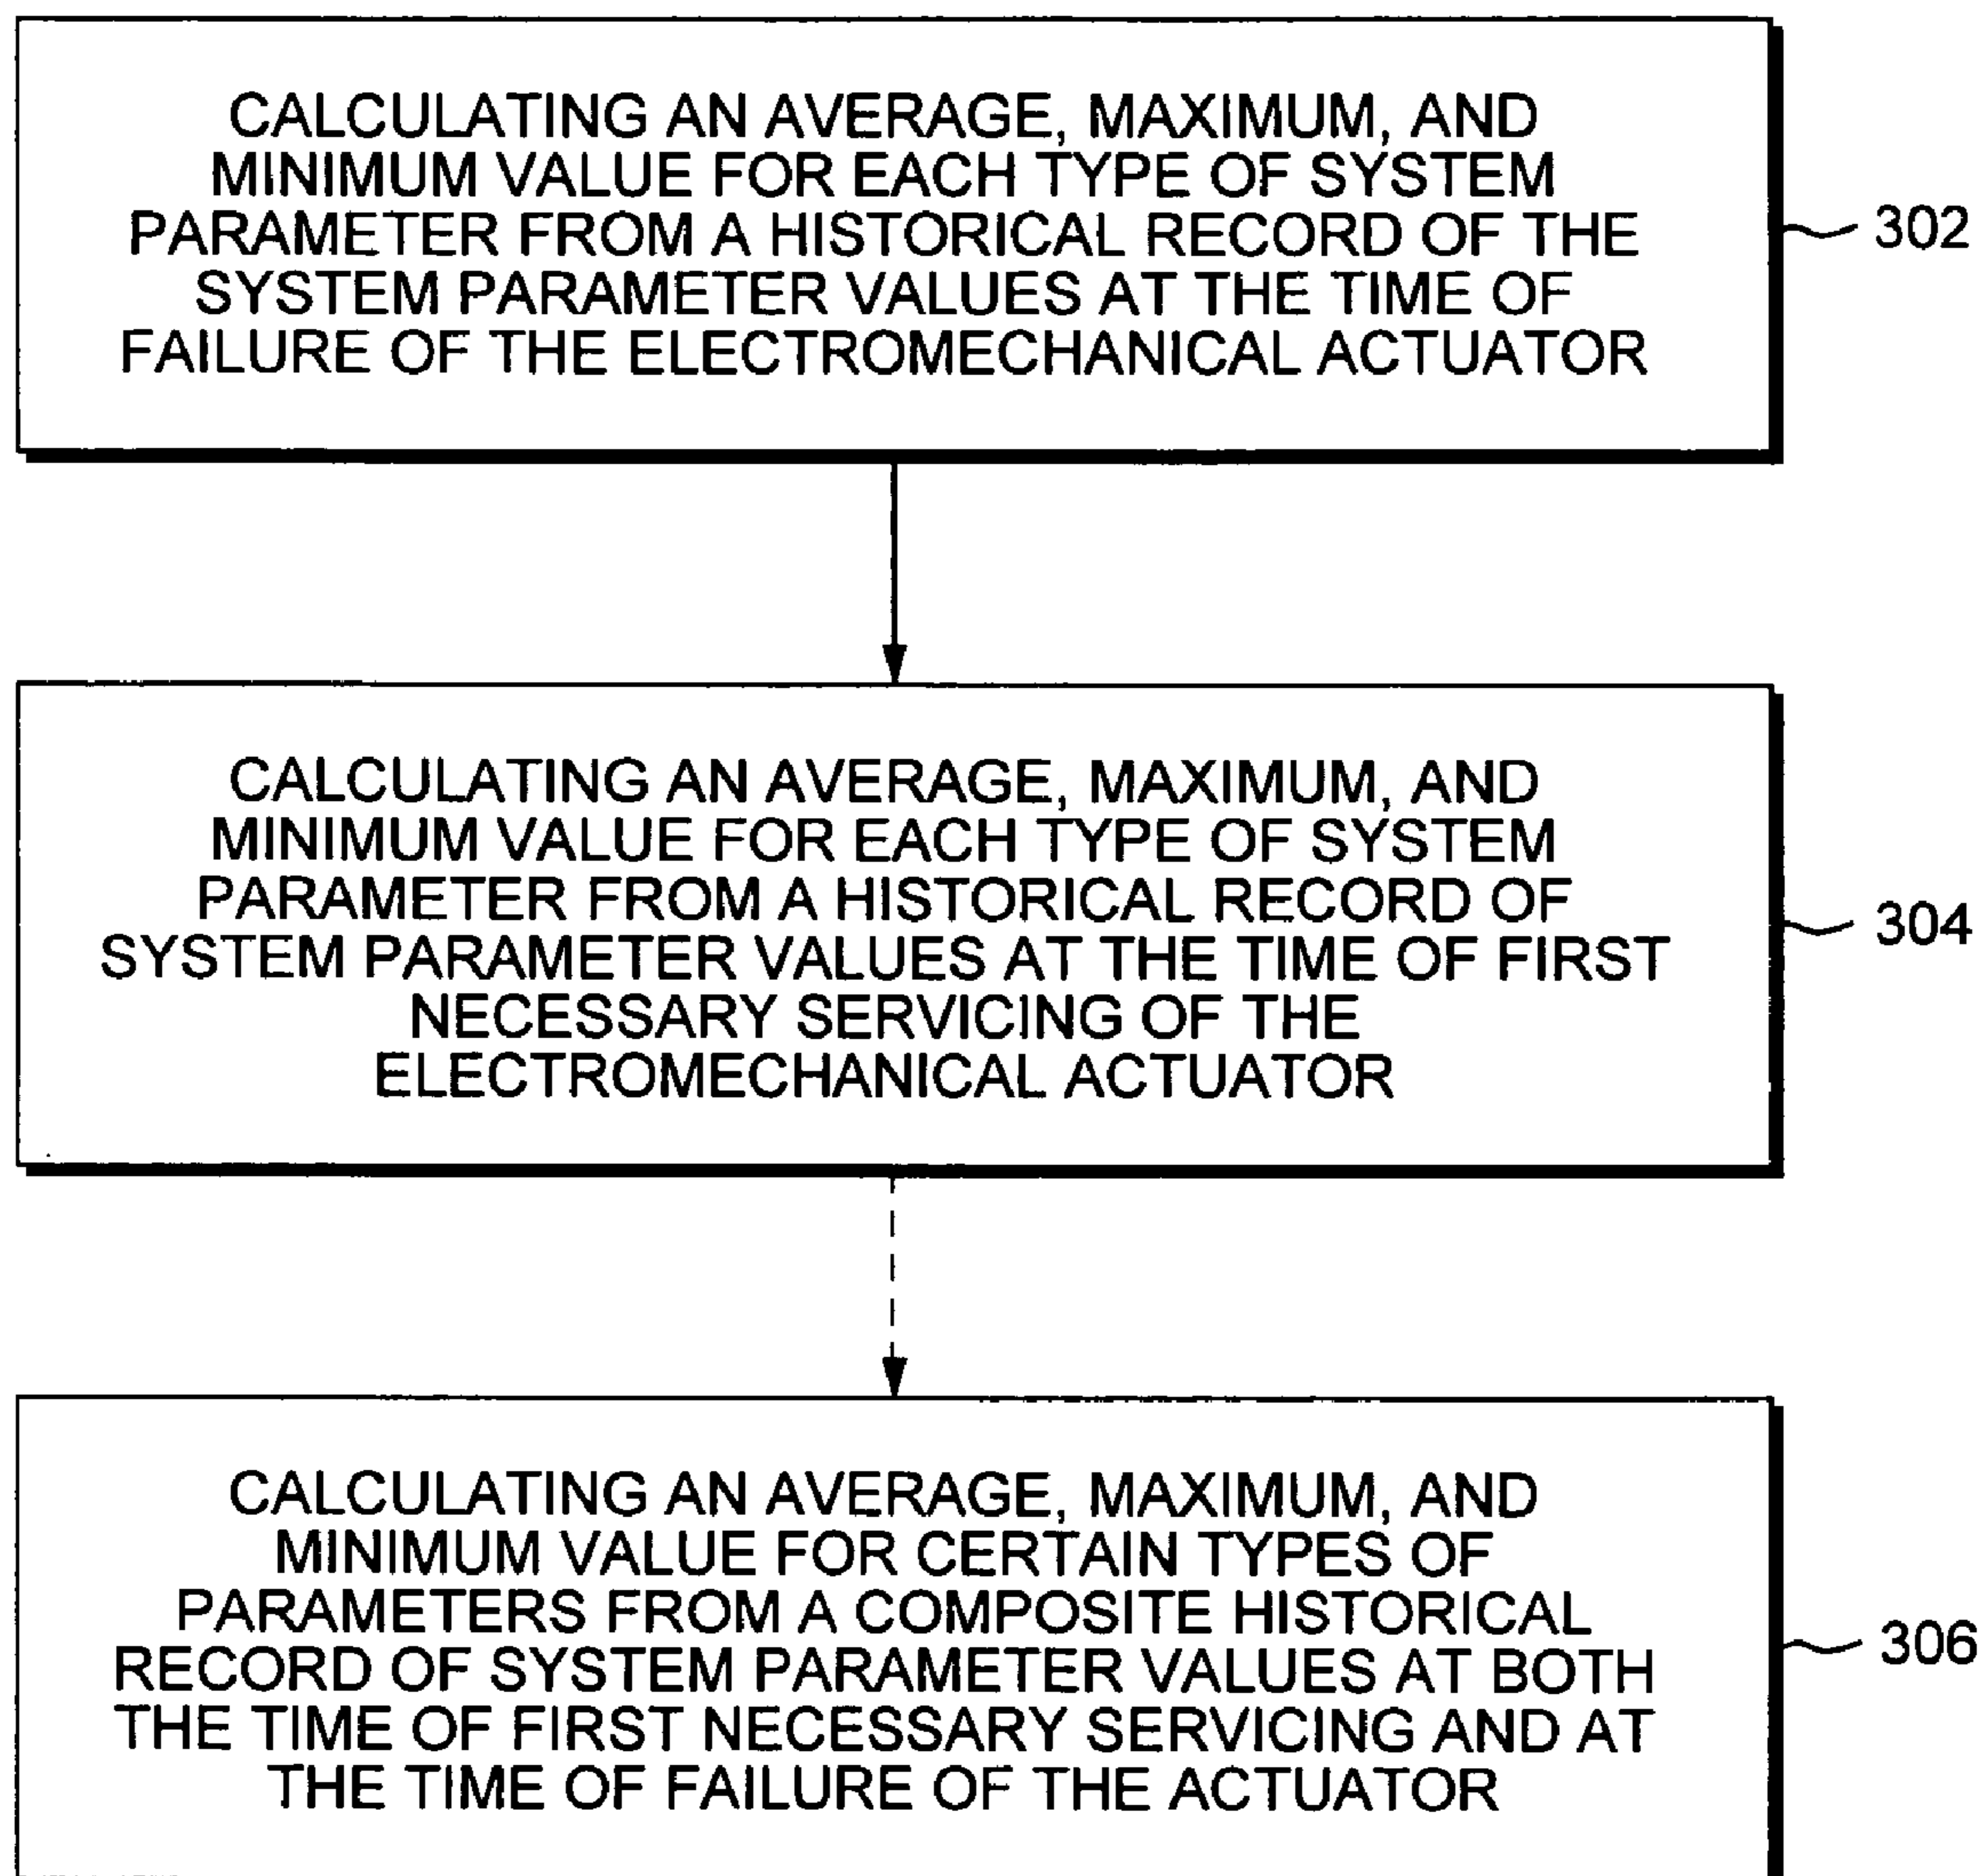 CALCULATING AN AVERAGE, MAXIMUM, AND
MINIMUM VALUE FOR EACH TYPE OF SYSTEM
PARAMETER FROM A HISTORICAL RECORD OF THE
SYSTEM PARAMETER VALUES AT THE TIME OF
FAILURE OF THE ELECTROMECHANICAL ACTUATOR
302
CALCULATING AN AVERAGE, MAXIMUM, AND
MINIMUM VALUE FOR EACH TYPE OF SYSTEM
PARAMETER FROM A HISTORICAL RECORD OF
SYSTEM PARAMETER VALUES AT THE TIME OF FIRST
NECESSARY SERVICING OF THE
ELECTROMECHANICAL ACTUATOR
304
CALCULATING AN AVERAGE, MAXIMUM, AND
MINIMUM VALUE FOR CERTAIN TYPES OF
PARAMETERS FROM A COMPOSITE HISTORICAL
RECORD OF SYSTEM PARAMETER VALUES AT BOTH
THE TIME OF FIRST NECESSARY SERVICING AND AT
THE TIME OF FAILURE OF THE ACTUATOR
306